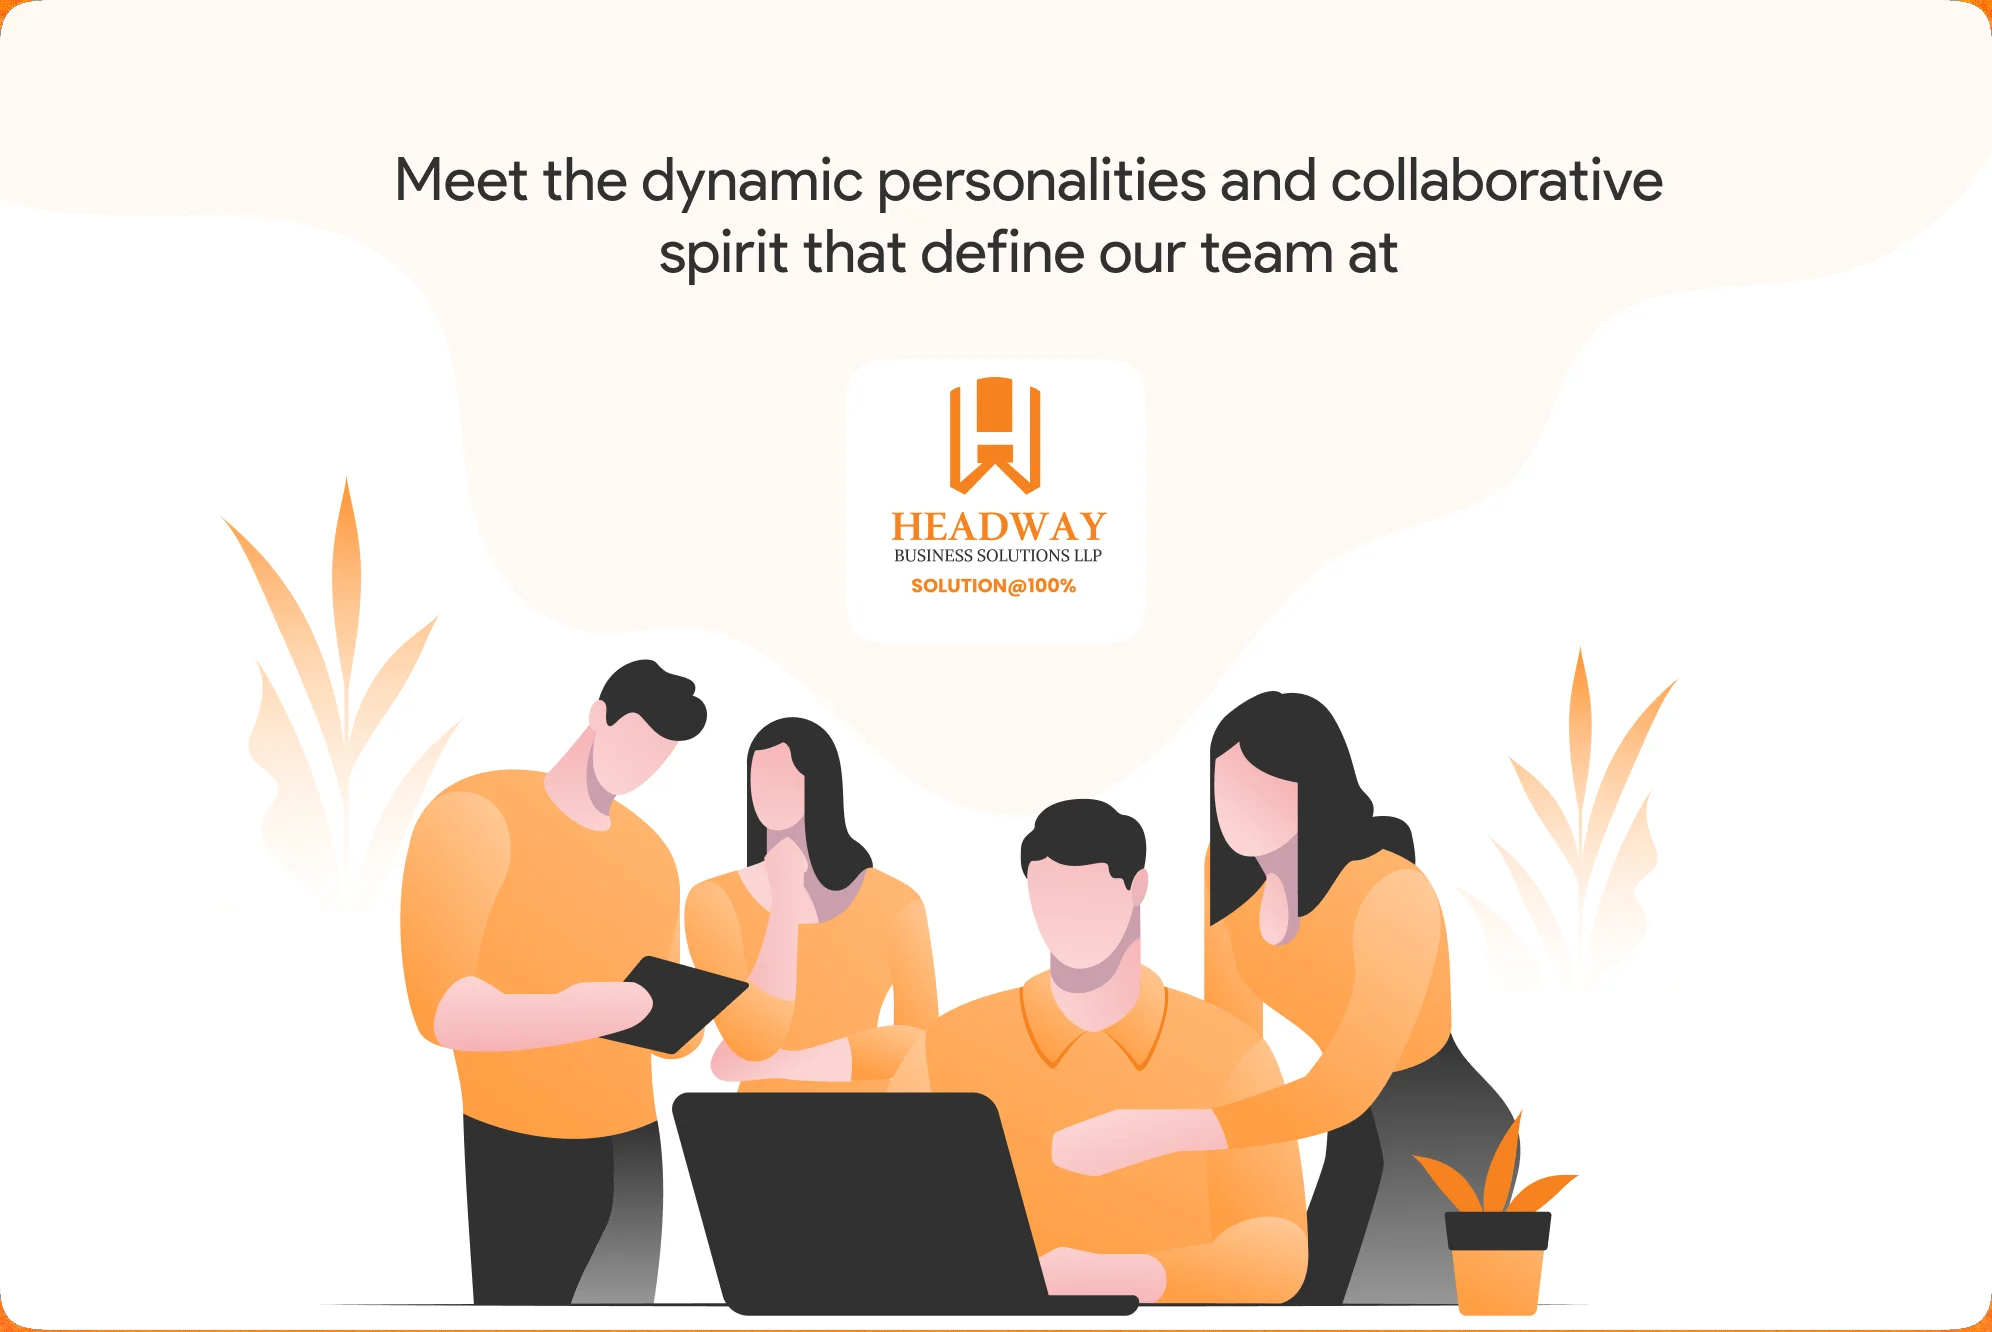 Meet the dynamic personalities and collaborative
spirit that define our team at
HEADWAY
BUSINESS SOLUTIONS LLP
SOLUTION@100%